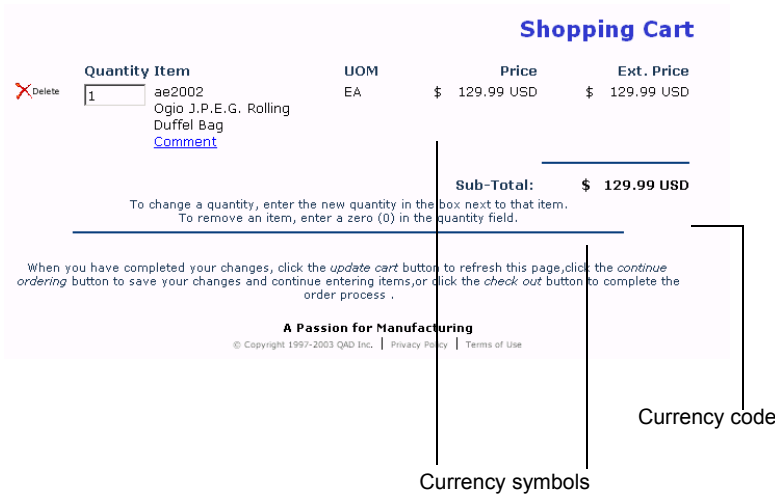 Shopping Cart
Quantity Item UOM Price Ext. Price
Delete 1 ae2002 EA $ 129.99 USD $ 129.99 USD
Ogio J.P.E.G. Rolling
Duffel Bag
Comment
Sub-Total: $ 129.99 USD
To change a quantity, enter the new quantity in the box next to that item.
To remove an item, enter a zero (0) in the quantity field.
When you have completed your changes, click the update cart button to refresh this page,click the continue
ordering button to save your changes and continue entering items,or click the check out button to complete the
order process .
A Passion for Manufacturing
© Copyright 1997-2003 QAD Inc. | Privacy Policy | Terms of Use
Currency code
Currency symbols